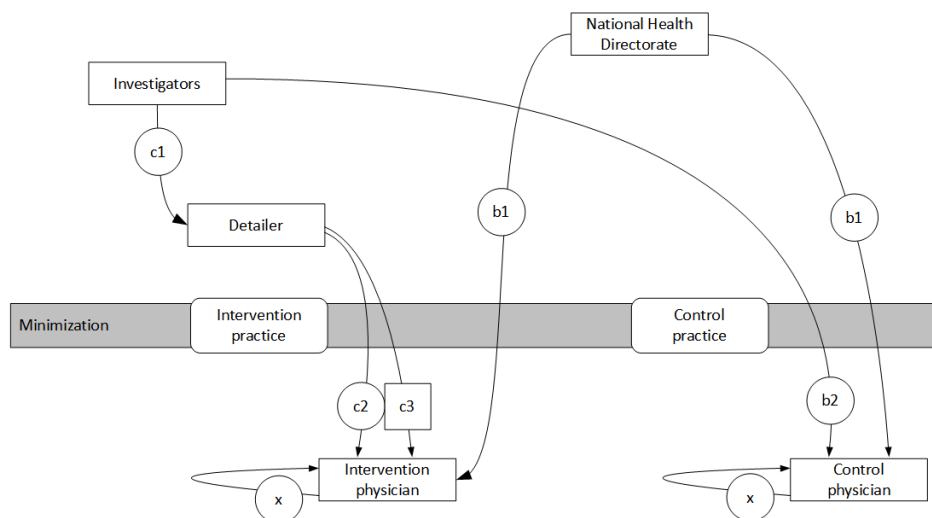 National Health
Directorate
Investigators
c1
Detailer
b1
b1
Minimization
Intervention
practice
Control
practice
c2
c3
b2
Intervention
physician
Control
physician
x
x